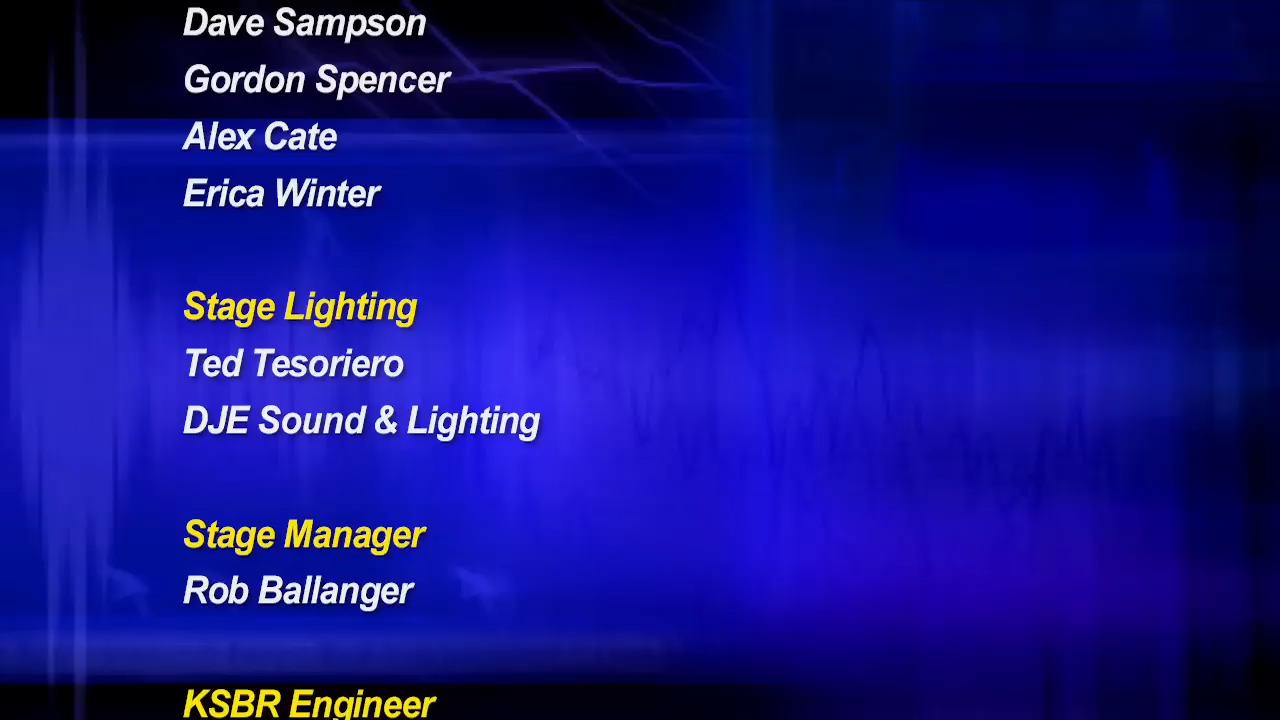 Dave Sampson
Gordon Spencer
Alex Cate
Erica Winter
Stage Lighting
Ted Tesoriero
DJE Sound & Lighting
Stage Manager
Rob Ballanger
KSBR Engineer